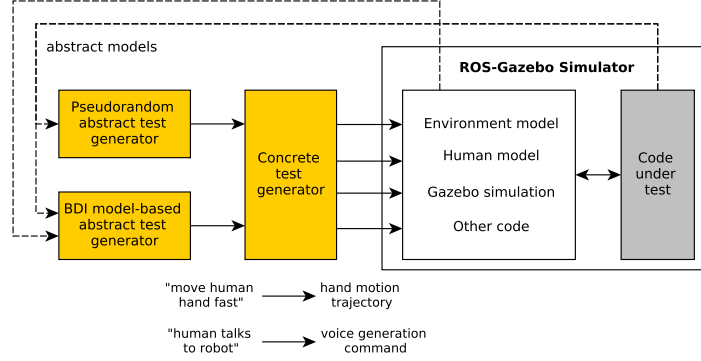 abstract models
ROS-Gazebo Simulator
Pseudorandom
abstract test
generator
BDI model-based
abstract test
generator
Concrete
test
generator
Environment model
Human model
Gazebo simulation
Other code
Code
under
test
"move human
hand fast"
hand motion
trajectory
"human talks
to robot"
voice generation
command